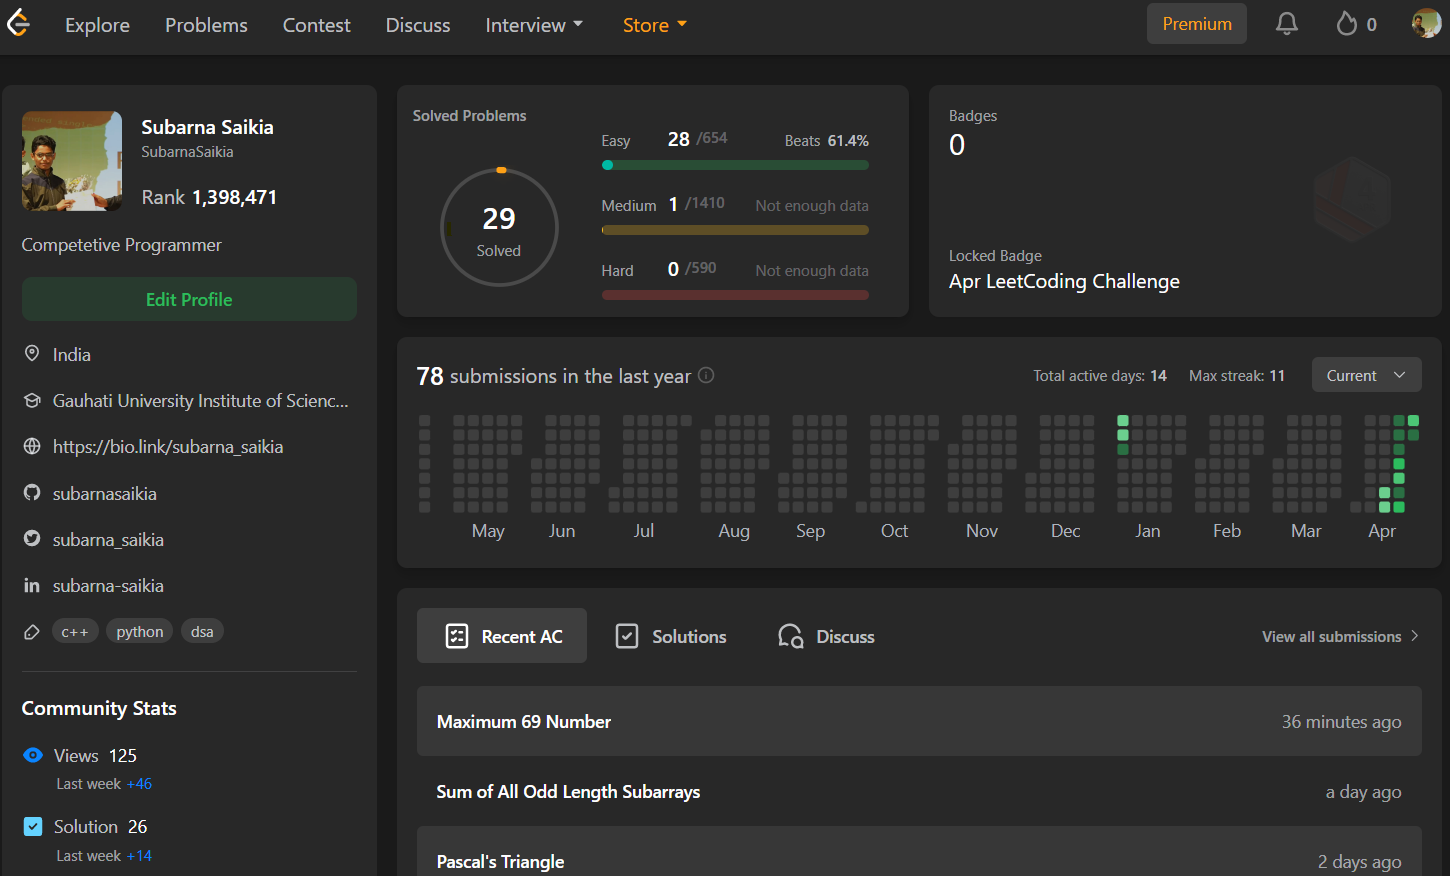 Explore Problems Contest Discuss Interview Store Premium 0
Subarna Saikia
SubarnaSaikia
Rank 1,398,471
Competetive Programmer
Edit Profile
India
Gauhati University Institute of Scienc...
https://bio.link/subarna_saikia
subarnasaikia
subarna_saikia
subarna-saikia
c++ python dsa
Community Stats
Views 125
Last week +46
Solution 26
Last week +14
Solved Problems
29
Solved
Easy 28 /654 Beats 61.4%
Medium 1 /1410 Not enough data
Hard 0 /590 Not enough data
Badges
0
Locked Badge
Apr LeetCoding Challenge
78 submissions in the last year Total active days: 14 Max streak: 11 Current
May Jun Jul Aug Sep Oct Nov Dec Jan Feb Mar Apr
Recent AC Solutions Discuss View all submissions
Maximum 69 Number 36 minutes ago
Sum of All Odd Length Subarrays a day ago
Pascal's Triangle 2 days ago